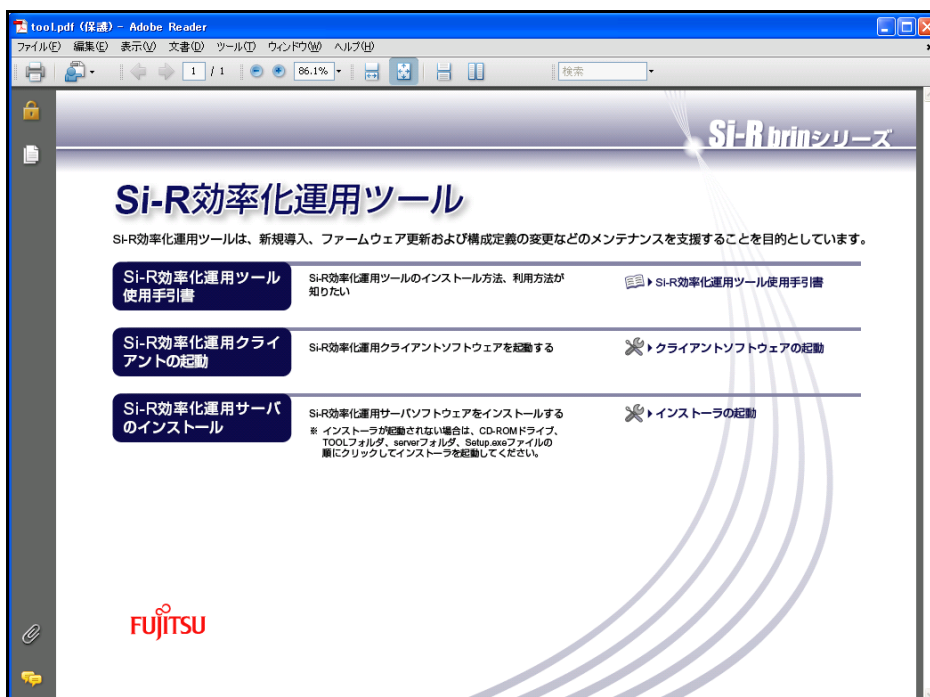 tool.pdf (保護) - Adobe Reader
ファイル(F) 編集(E) 表示(V) 文書(D) ツール(T) ウィンドウ(W) ヘルプ(H)
1 / 1 86.1% 検索
Si-R brinシリーズ
Si-R効率化運用ツール
Si-R効率化運用ツールは、新規導入、ファームウェア更新および構成定義の変更などのメンテナンスを支援することを目的としています。
Si-R効率化運用ツール
使用手引書
Si-R効率化運用ツールのインストール方法、利用方法が
知りたい
Si-R効率化運用ツール使用手引書
Si-R効率化運用クライ
アントの起動
Si-R効率化運用クライアントソフトウェアを起動する
クライアントソフトウェアの起動
Si-R効率化運用サーバ
のインストール
Si-R効率化運用サーバソフトウェアをインストールする
※ インストーラが起動されない場合は、CD-ROMドライブ、
TOOLフォルダ、serverフォルダ、Setup.exeファイルの
順にクリックしてインストーラを起動してください。
インストーラの起動
FUJITSU